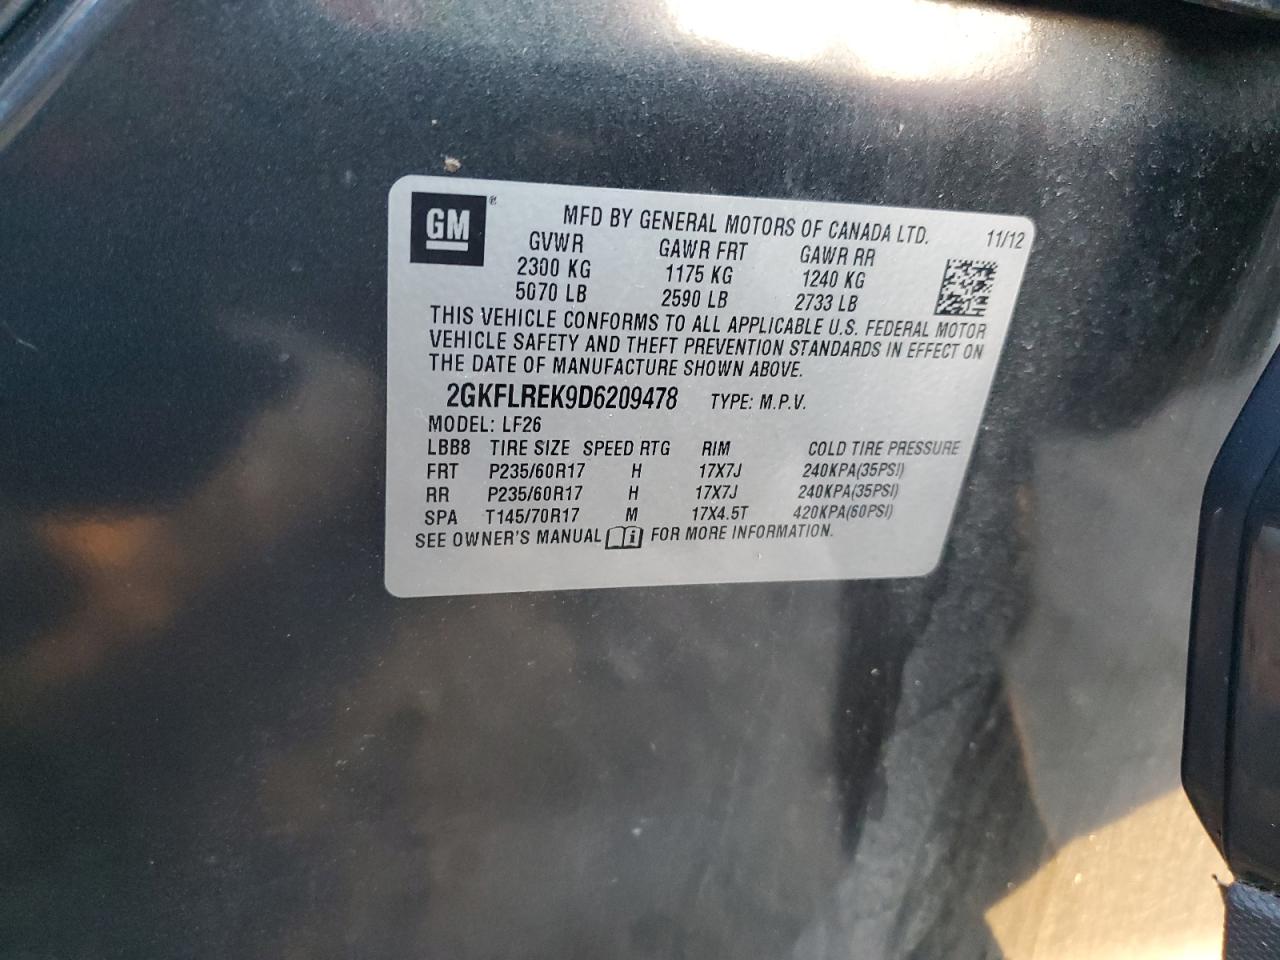 GM ®
MFD BY GENERAL MOTORS OF CANADA LTD. 11/12
GVWR GAWR FRT GAWR RR
2300 KG 1175 KG 1240 KG
5070 LB 2590 LB 2733 LB
THIS VEHICLE CONFORMS TO ALL APPLICABLE U.S. FEDERAL MOTOR
VEHICLE SAFETY AND THEFT PREVENTION STANDARDS IN EFFECT ON
THE DATE OF MANUFACTURE SHOWN ABOVE.
2GKFLREK9D6209478 TYPE: M.P.V.
MODEL: LF26
LBB8 TIRE SIZE SPEED RTG RIM COLD TIRE PRESSURE
FRT P235/60R17 H 17X7J 240KPA(35PSI)
RR P235/60R17 H 17X7J 240KPA(35PSI)
SPA T145/70R17 M 17X4.5T 420KPA(60PSI)
SEE OWNER'S MANUAL FOR MORE INFORMATION.